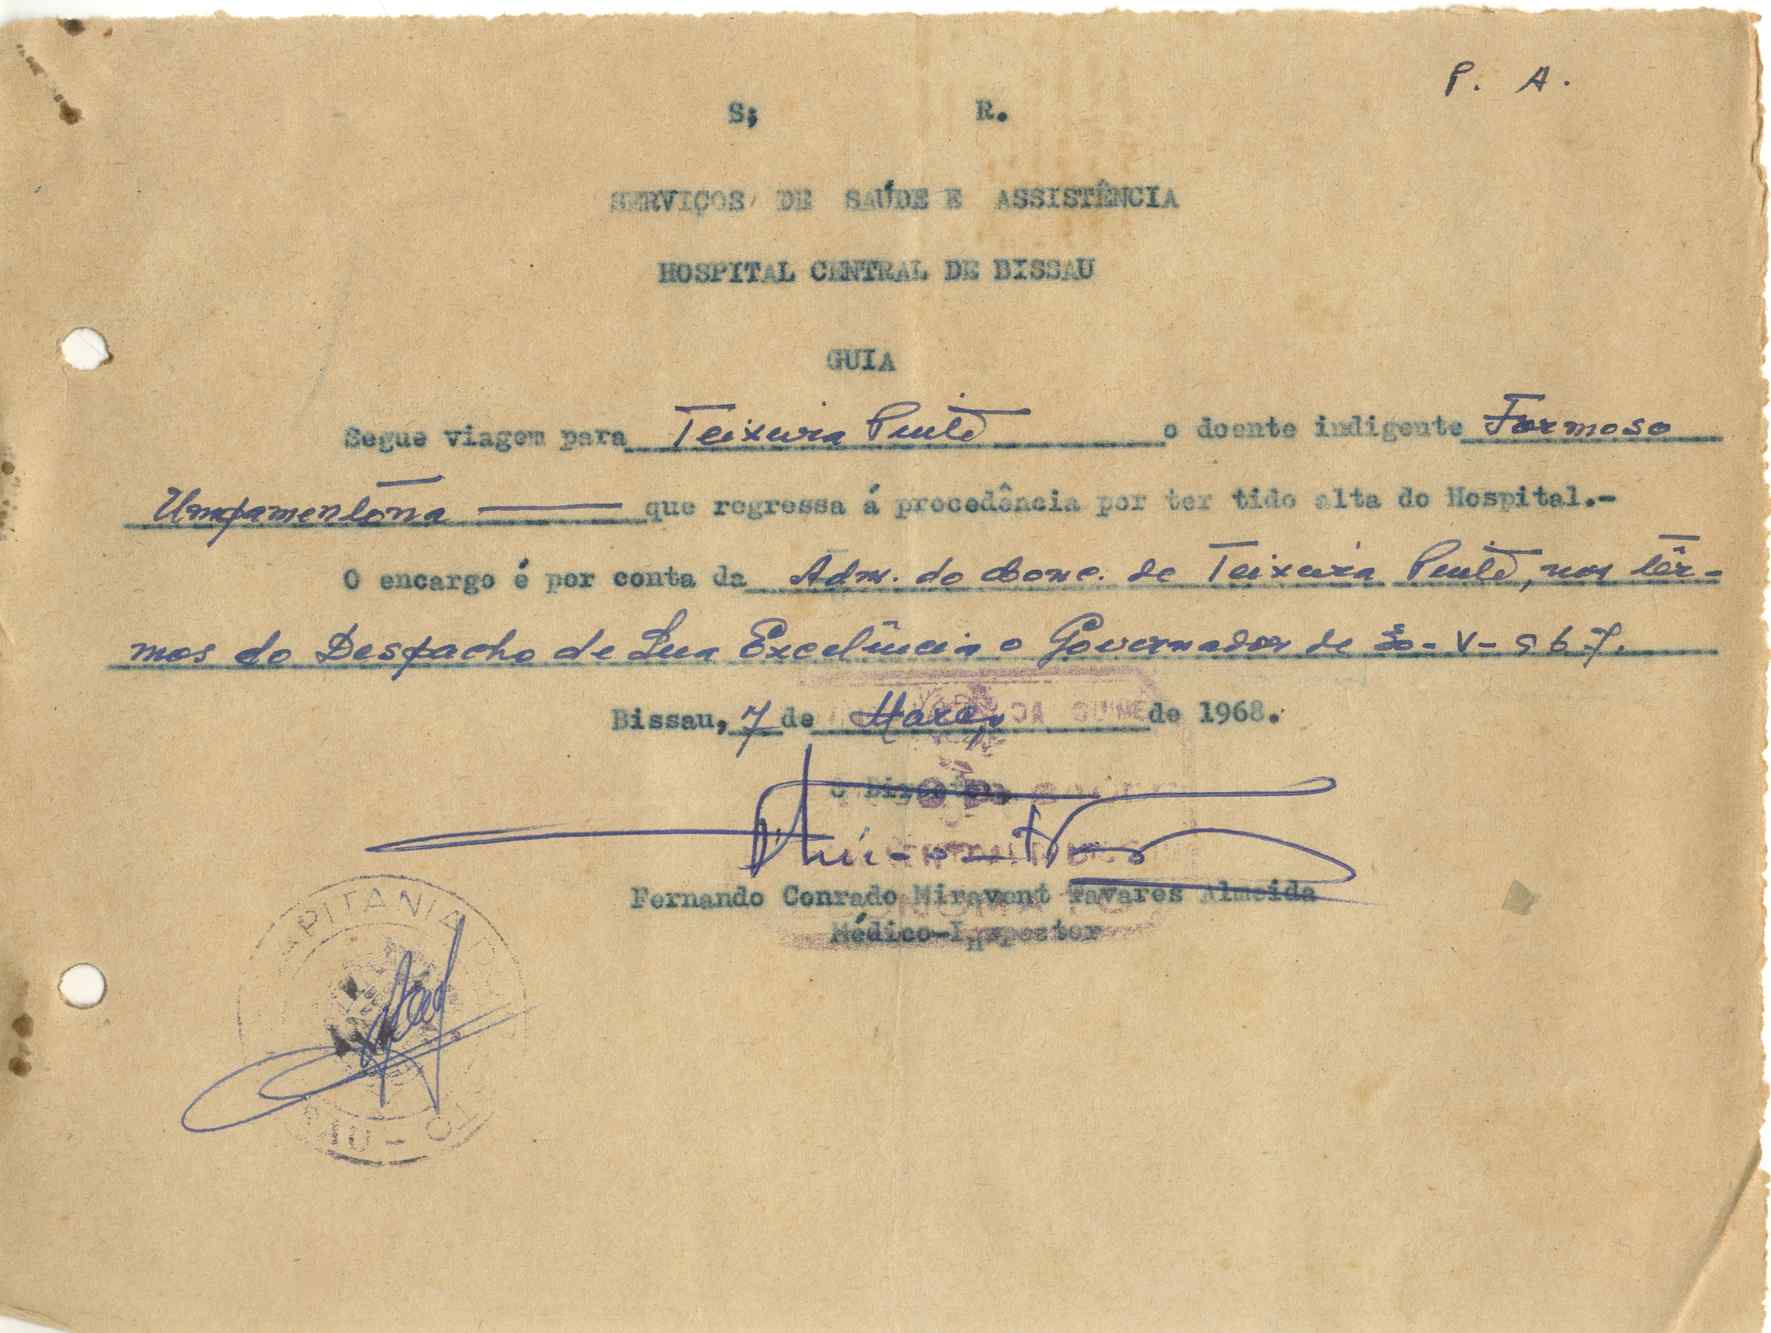 P. A.
S; R.
SERVIÇOS DE SAÚDE E ASSISTÊNCIA
HOSPITAL CENTRAL DE BISSAU
GUIA
Segue viagem para Teixeira Pinto o doente indigente Formoso
que regressa á procedência por ter tido alta do Hospital.-
O encargo é por conta da Adm. do Conc. de Teixeira Pinto, nos têr-
mos do Despacho de Sua Excelência o Governador de 30-V-967.
Bissau, 7 de Março de 1968.
O Director,
Fernando Conrado Miravent Tavares Almeida
Médico-Inspector